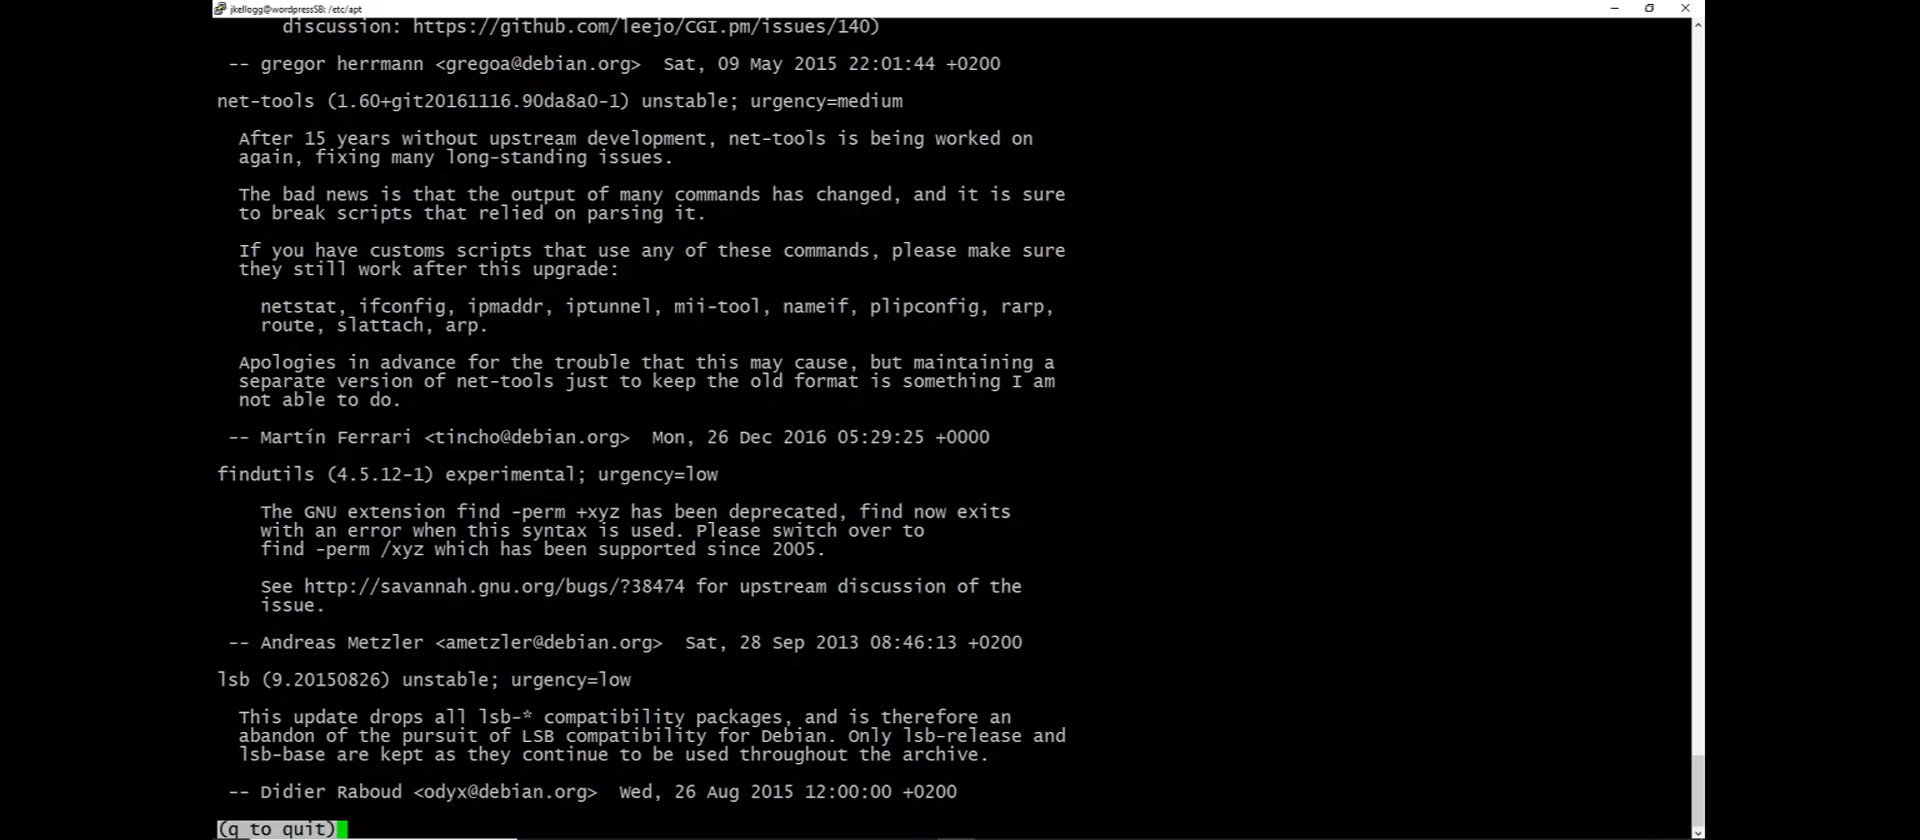 jkellogg@wordpressSB: /etc/apt
discussion: https://github.com/leejo/CGI.pm/issues/140)
-- gregor herrmann <gregoa@debian.org>  Sat, 09 May 2015 22:01:44 +0200
net-tools (1.60+git20161116.90da8a0-1) unstable; urgency=medium
After 15 years without upstream development, net-tools is being worked on
again, fixing many long-standing issues.
The bad news is that the output of many commands has changed, and it is sure
to break scripts that relied on parsing it.
If you have customs scripts that use any of these commands, please make sure
they still work after this upgrade:
netstat, ifconfig, ipmaddr, iptunnel, mii-tool, nameif, plipconfig, rarp,
route, slattach, arp.
Apologies in advance for the trouble that this may cause, but maintaining a
separate version of net-tools just to keep the old format is something I am
not able to do.
-- Martín Ferrari <tincho@debian.org>  Mon, 26 Dec 2016 05:29:25 +0000
findutils (4.5.12-1) experimental; urgency=low
The GNU extension find -perm +xyz has been deprecated, find now exits
with an error when this syntax is used. Please switch over to
find -perm /xyz which has been supported since 2005.
See http://savannah.gnu.org/bugs/?38474 for upstream discussion of the
issue.
-- Andreas Metzler <ametzler@debian.org>  Sat, 28 Sep 2013 08:46:13 +0200
lsb (9.20150826) unstable; urgency=low
This update drops all lsb-* compatibility packages, and is therefore an
abandon of the pursuit of LSB compatibility for Debian. Only lsb-release and
lsb-base are kept as they continue to be used throughout the archive.
-- Didier Raboud <odyx@debian.org>  Wed, 26 Aug 2015 12:00:00 +0200
(q to quit)